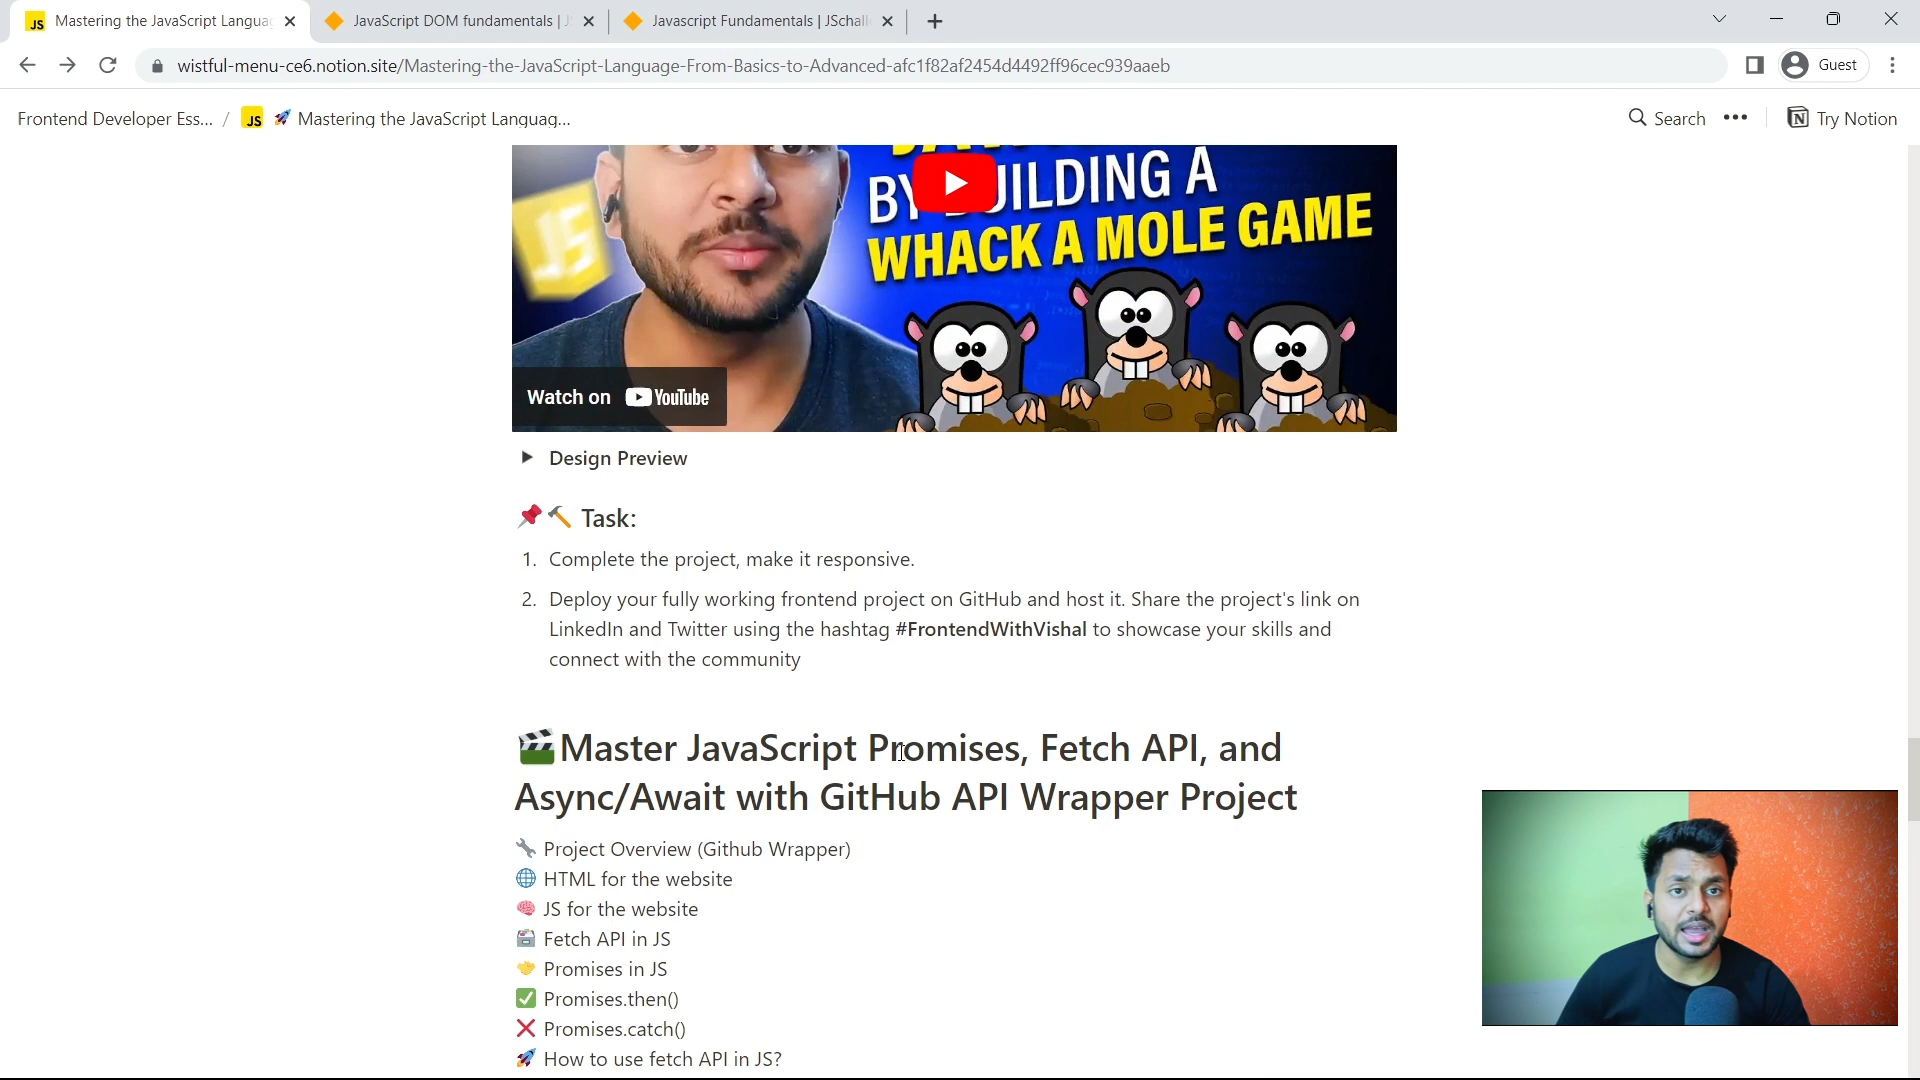 JS Mastering the JavaScript Langua
JavaScript DOM fundamentals | J
Javascript Fundamentals | JSchall
wistful-menu-ce6.notion.site/Mastering-the-JavaScript-Language-From-Basics-to-Advanced-afc1f82af2454d4492ff96cec939aaeb
Guest
Frontend Developer Ess... / JS 🚀 Mastering the JavaScript Languag...
Search
Try Notion
BY BUILDING A
WHACK A MOLE GAME
JS
Watch on YouTube
Design Preview
📌🔨 Task:
1. Complete the project, make it responsive.
2. Deploy your fully working frontend project on GitHub and host it. Share the project's link on
LinkedIn and Twitter using the hashtag #FrontendWithVishal to showcase your skills and
connect with the community
🎬Master JavaScript Promises, Fetch API, and
Async/Await with GitHub API Wrapper Project
🔧 Project Overview (Github Wrapper)
🌐 HTML for the website
🧠 JS for the website
🗃️ Fetch API in JS
🤝 Promises in JS
✅ Promises.then()
❌ Promises.catch()
🚀 How to use fetch API in JS?